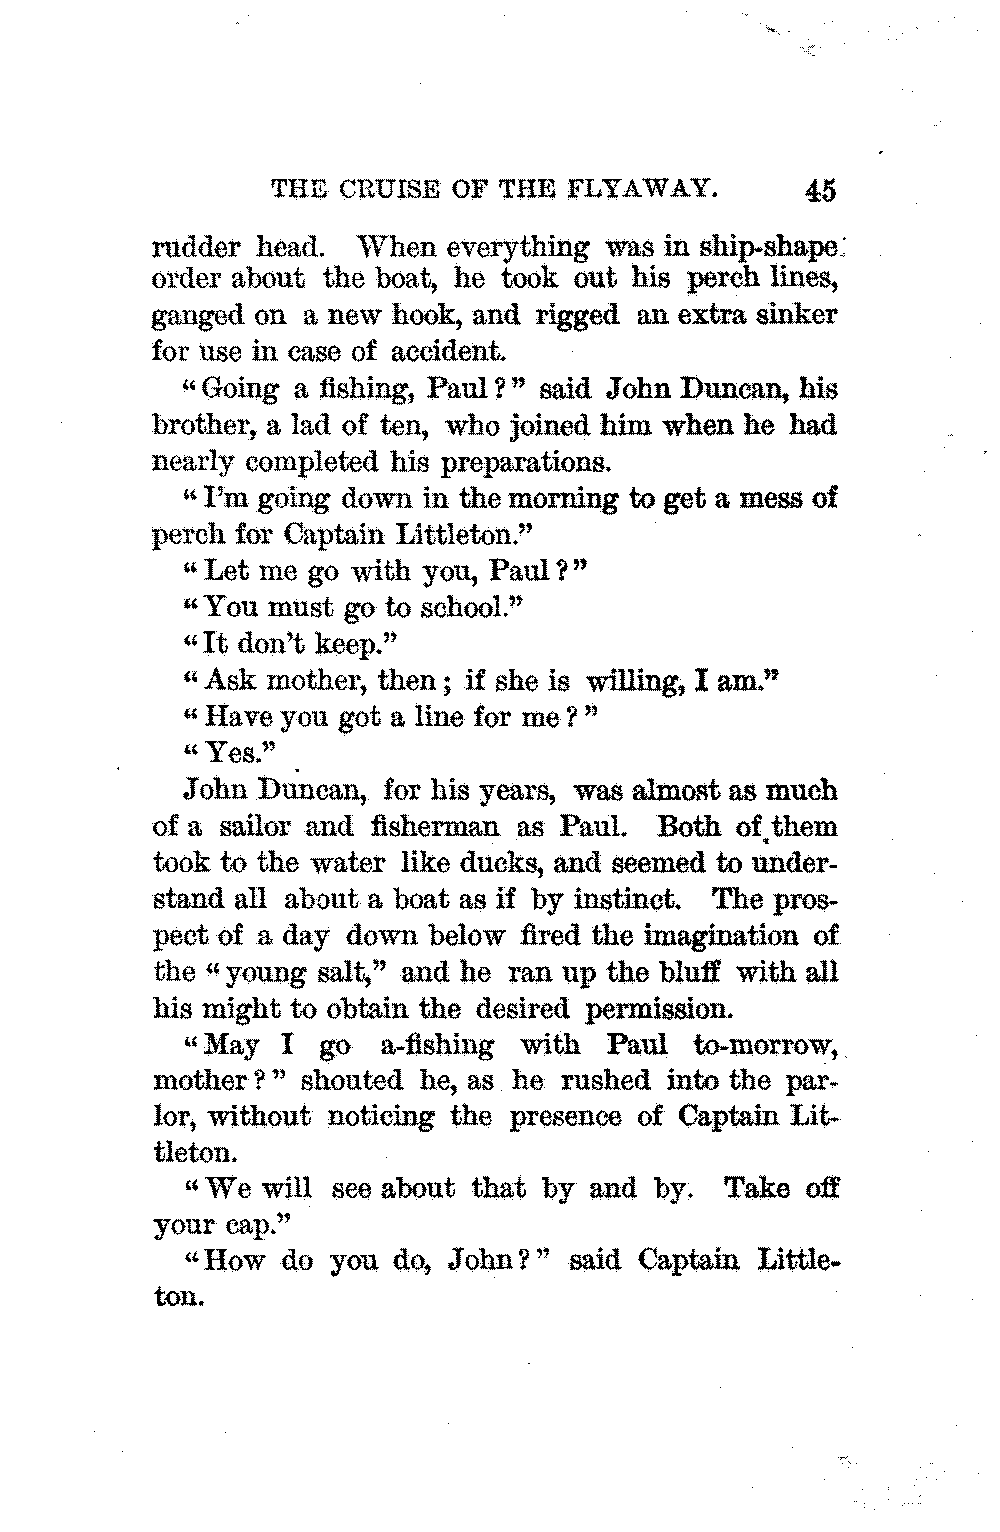 THE CRUISE OF THE FLYAWAY. 45
rudder head. When everything was in ship-shape
order about the boat, he took out his perch lines,
ganged on a new hook, and rigged an extra sinker
for use in case of accident.
“Going a fishing, Paul?” said John Duncan, his
brother, a lad of ten, who joined him when he had
nearly completed his preparations.
“I’m going down in the morning to get a mess of
perch for Captain Littleton.”
“Let me go with you, Paul?”
“You must go to school.”
“It don’t keep.”
“Ask mother, then; if she is willing, I am.”
“Have you got a line for me?”
“Yes.”
John Duncan, for his years, was almost as much
of a sailor and fisherman as Paul. Both of them
took to the water like ducks, and seemed to under-
stand all about a boat as if by instinct. The pros-
pect of a day down below fired the imagination of
the “young salt,” and he ran up the bluff with all
his might to obtain the desired permission.
“May I go a-fishing with Paul to-morrow,
mother?” shouted he, as he rushed into the par-
lor, without noticing the presence of Captain Lit-
tleton.
“We will see about that by and by. Take off
your cap.”
“How do you do, John?” said Captain Little-
ton.